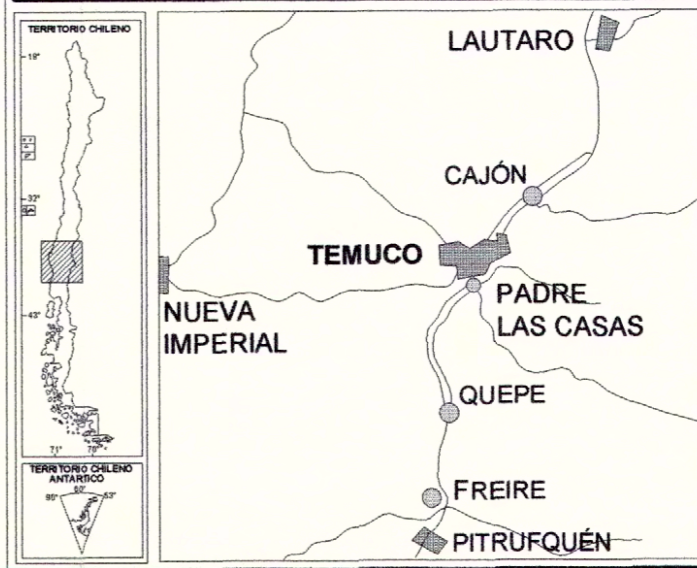 TERRITORIO CHILENO
19°
32°
43°
71°
TERRITORIO CHILENO
ANTARTICO
90°
60°
53°
LAUTARO
CAJÓN
TEMUCO
PADRE
LAS CASAS
NUEVA
IMPERIAL
QUEPE
FREIRE
PITRUFQUÉN